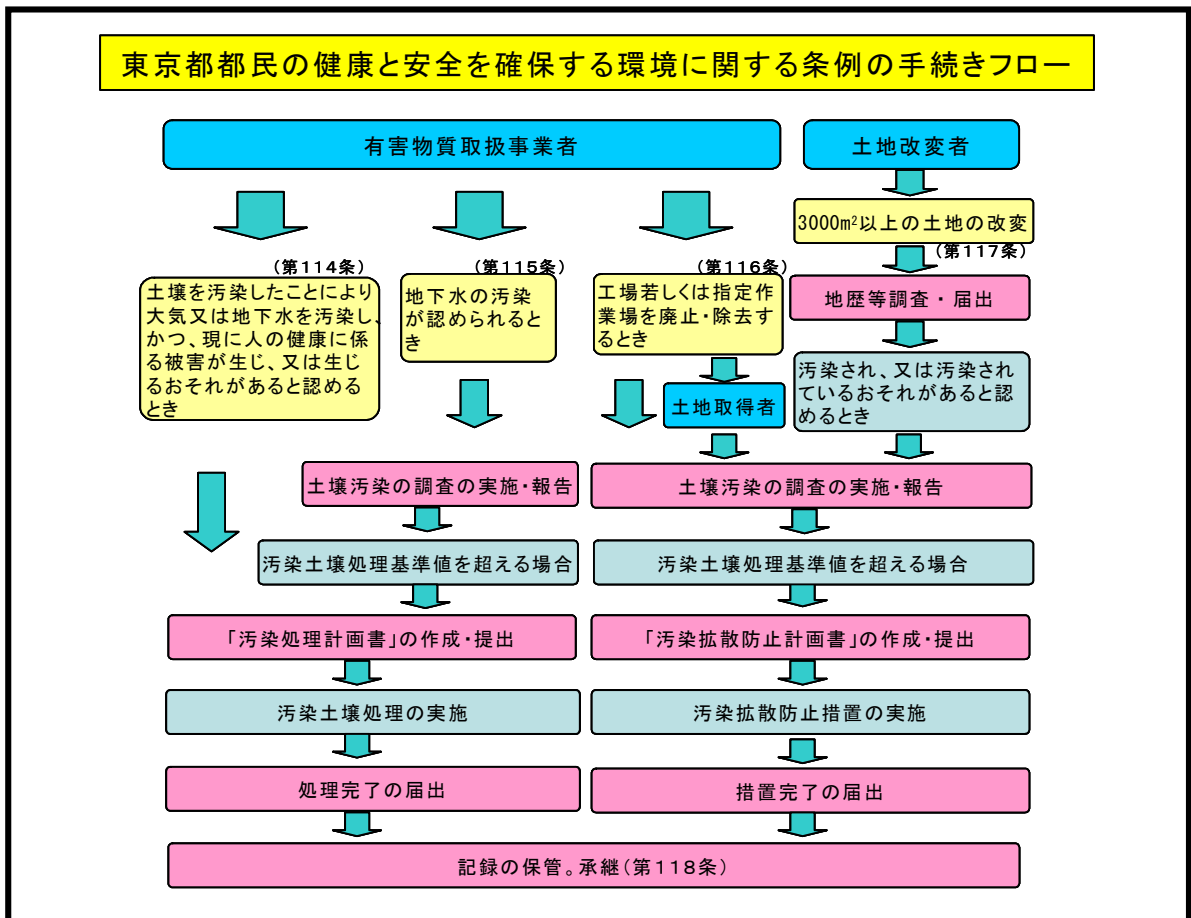 東京都都民の健康と安全を確保する環境に関する条例の手続きフロー
有害物質取扱事業者
土地改変者
3000m²以上の土地の改変
(第117条)
(第114条)
(第115条)
(第116条)
土壌を汚染したことにより
大気又は地下水を汚染し、
かつ、現に人の健康に係
る被害が生じ、又は生じ
るおそれがあると認める
とき
地下水の汚染
が認められると
き
工場若しくは指定作
業場を廃止・除去す
るとき
地歴等調査・届出
土地取得者
汚染され、又は汚染され
ているおそれがあると認
めるとき
土壌汚染の調査の実施・報告
土壌汚染の調査の実施・報告
汚染土壌処理基準値を超える場合
汚染土壌処理基準値を超える場合
「汚染処理計画書」の作成・提出
「汚染拡散防止計画書」の作成・提出
汚染土壌処理の実施
汚染拡散防止措置の実施
処理完了の届出
措置完了の届出
記録の保管。承継(第118条)